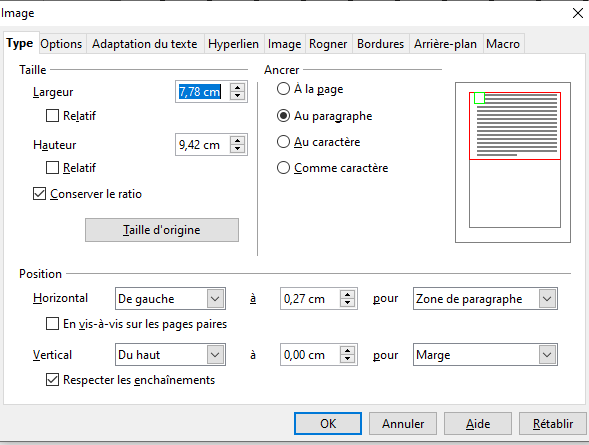 Image
Type Options Adaptation du texte Hyperlien Image Rogner Bordures Arrière-plan Macro
Taille Ancrer
Largeur 7,78 cm À la page
Relatif Au paragraphe
Hauteur 9,42 cm Au caractère
Relatif Comme caractère
Conserver le ratio
Taille d'origine
Position
Horizontal De gauche à 0,27 cm pour Zone de paragraphe
En vis-à-vis sur les pages paires
Vertical Du haut à 0,00 cm pour Marge
Respecter les enchaînements
OK Annuler Aide Rétablir